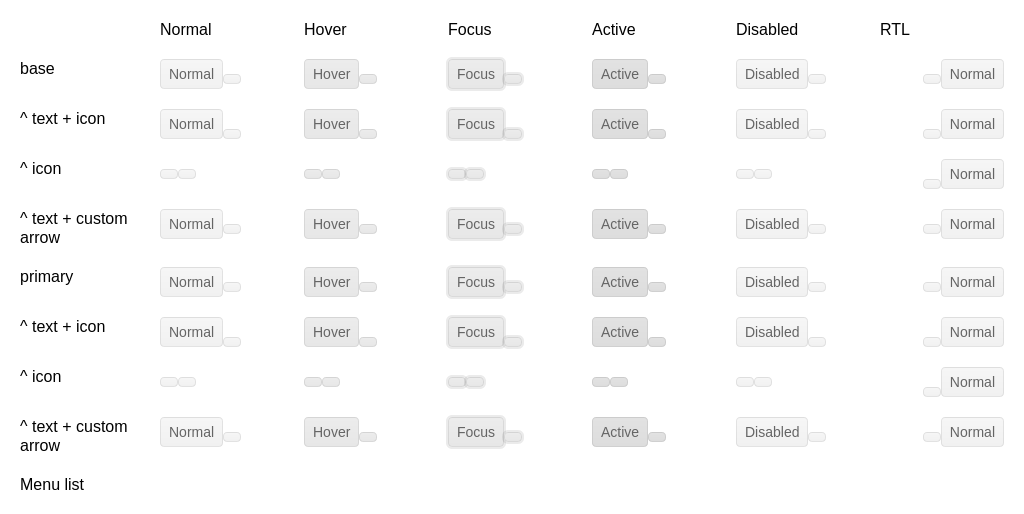 Normal Hover Focus Active Disabled RTL
base Normal Hover Focus Active Disabled Normal
^ text + icon Normal Hover Focus Active Disabled Normal
^ icon Normal
^ text + custom arrow Normal Hover Focus Active Disabled Normal
primary Normal Hover Focus Active Disabled Normal
^ text + icon Normal Hover Focus Active Disabled Normal
^ icon Normal
^ text + custom arrow Normal Hover Focus Active Disabled Normal
Menu list